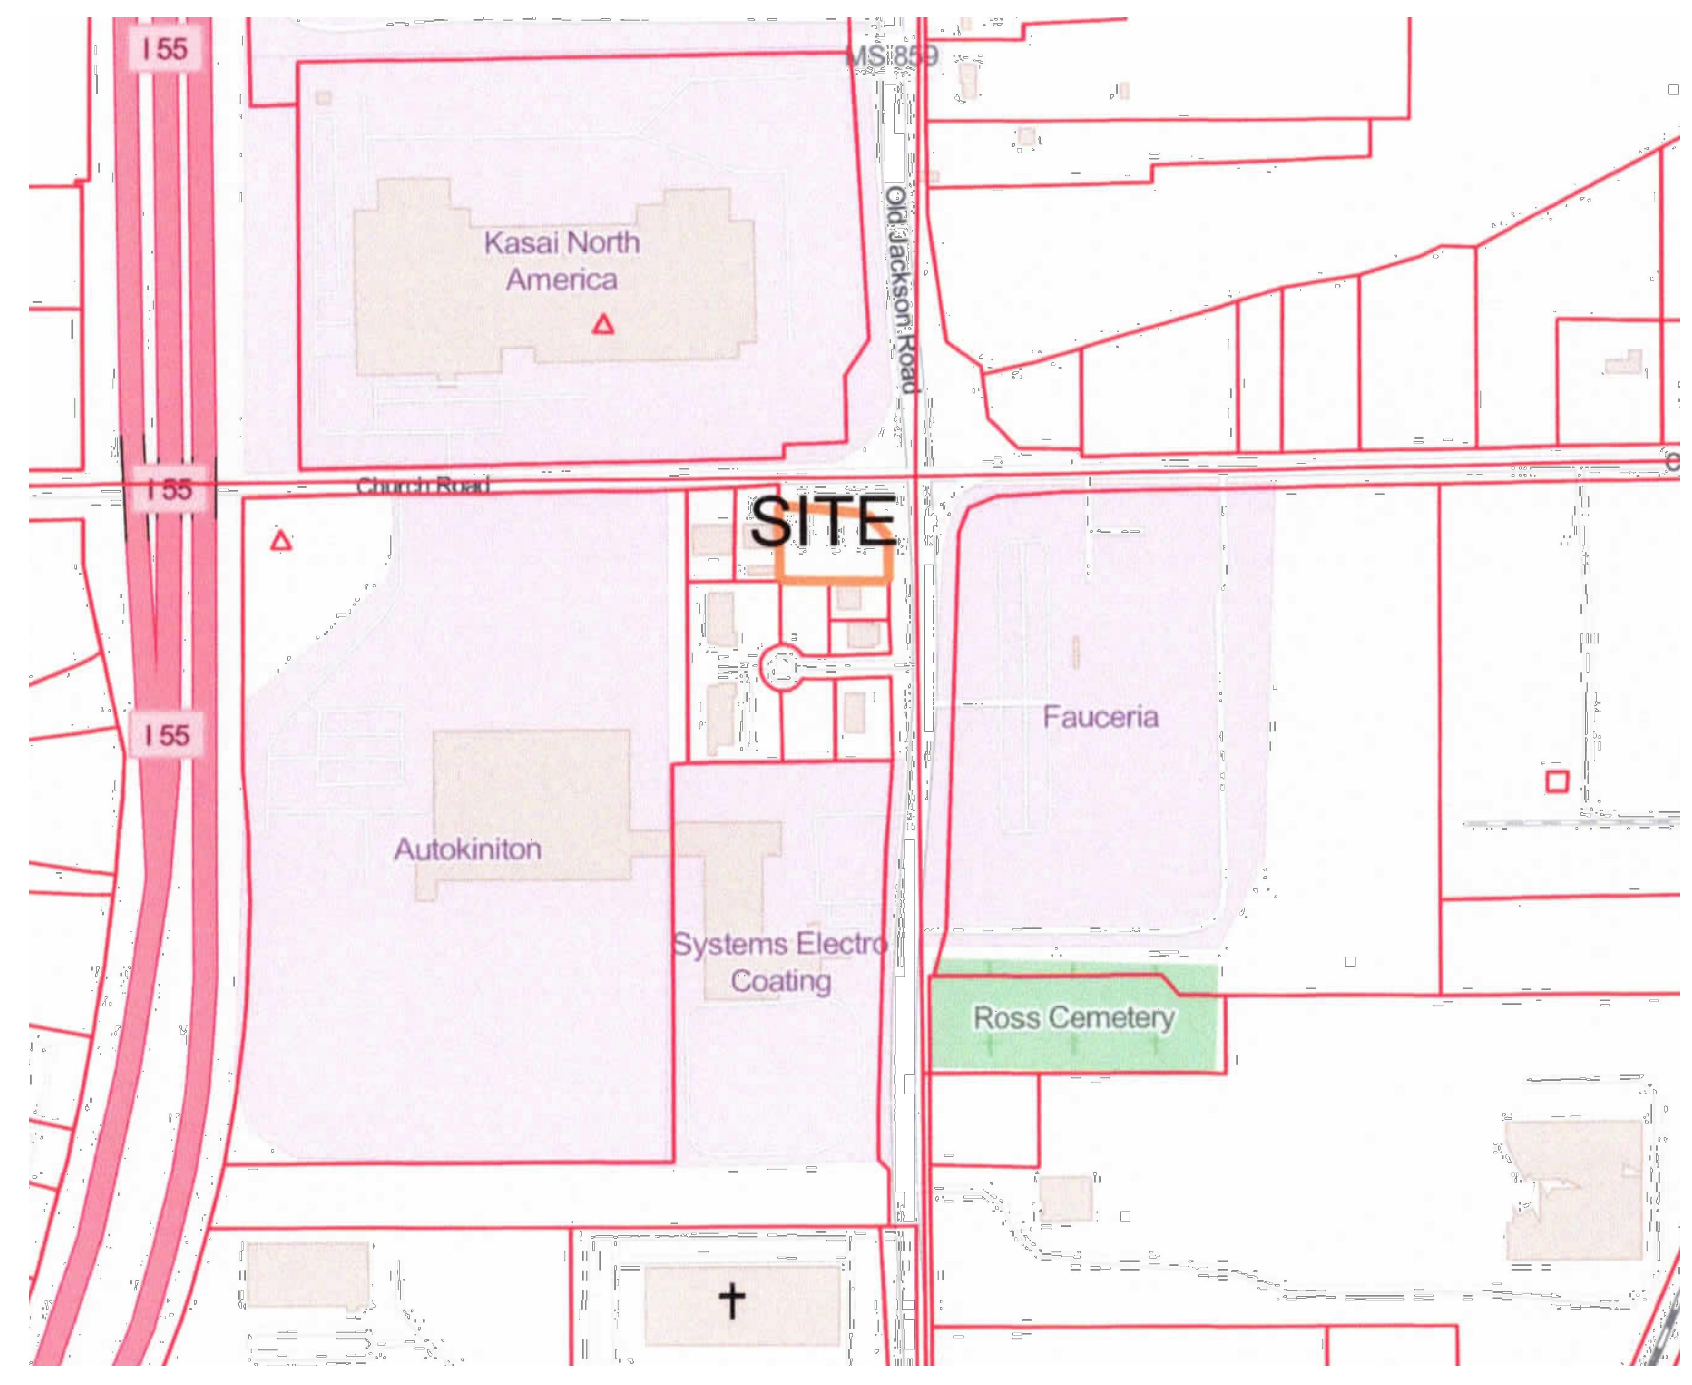 I 55
MS 859
Old Jackson Road
Kasai North
America
I 55
Church Road
SITE
I 55
Fauceria
Autokiniton
Systems Electro
Coating
Ross Cemetery